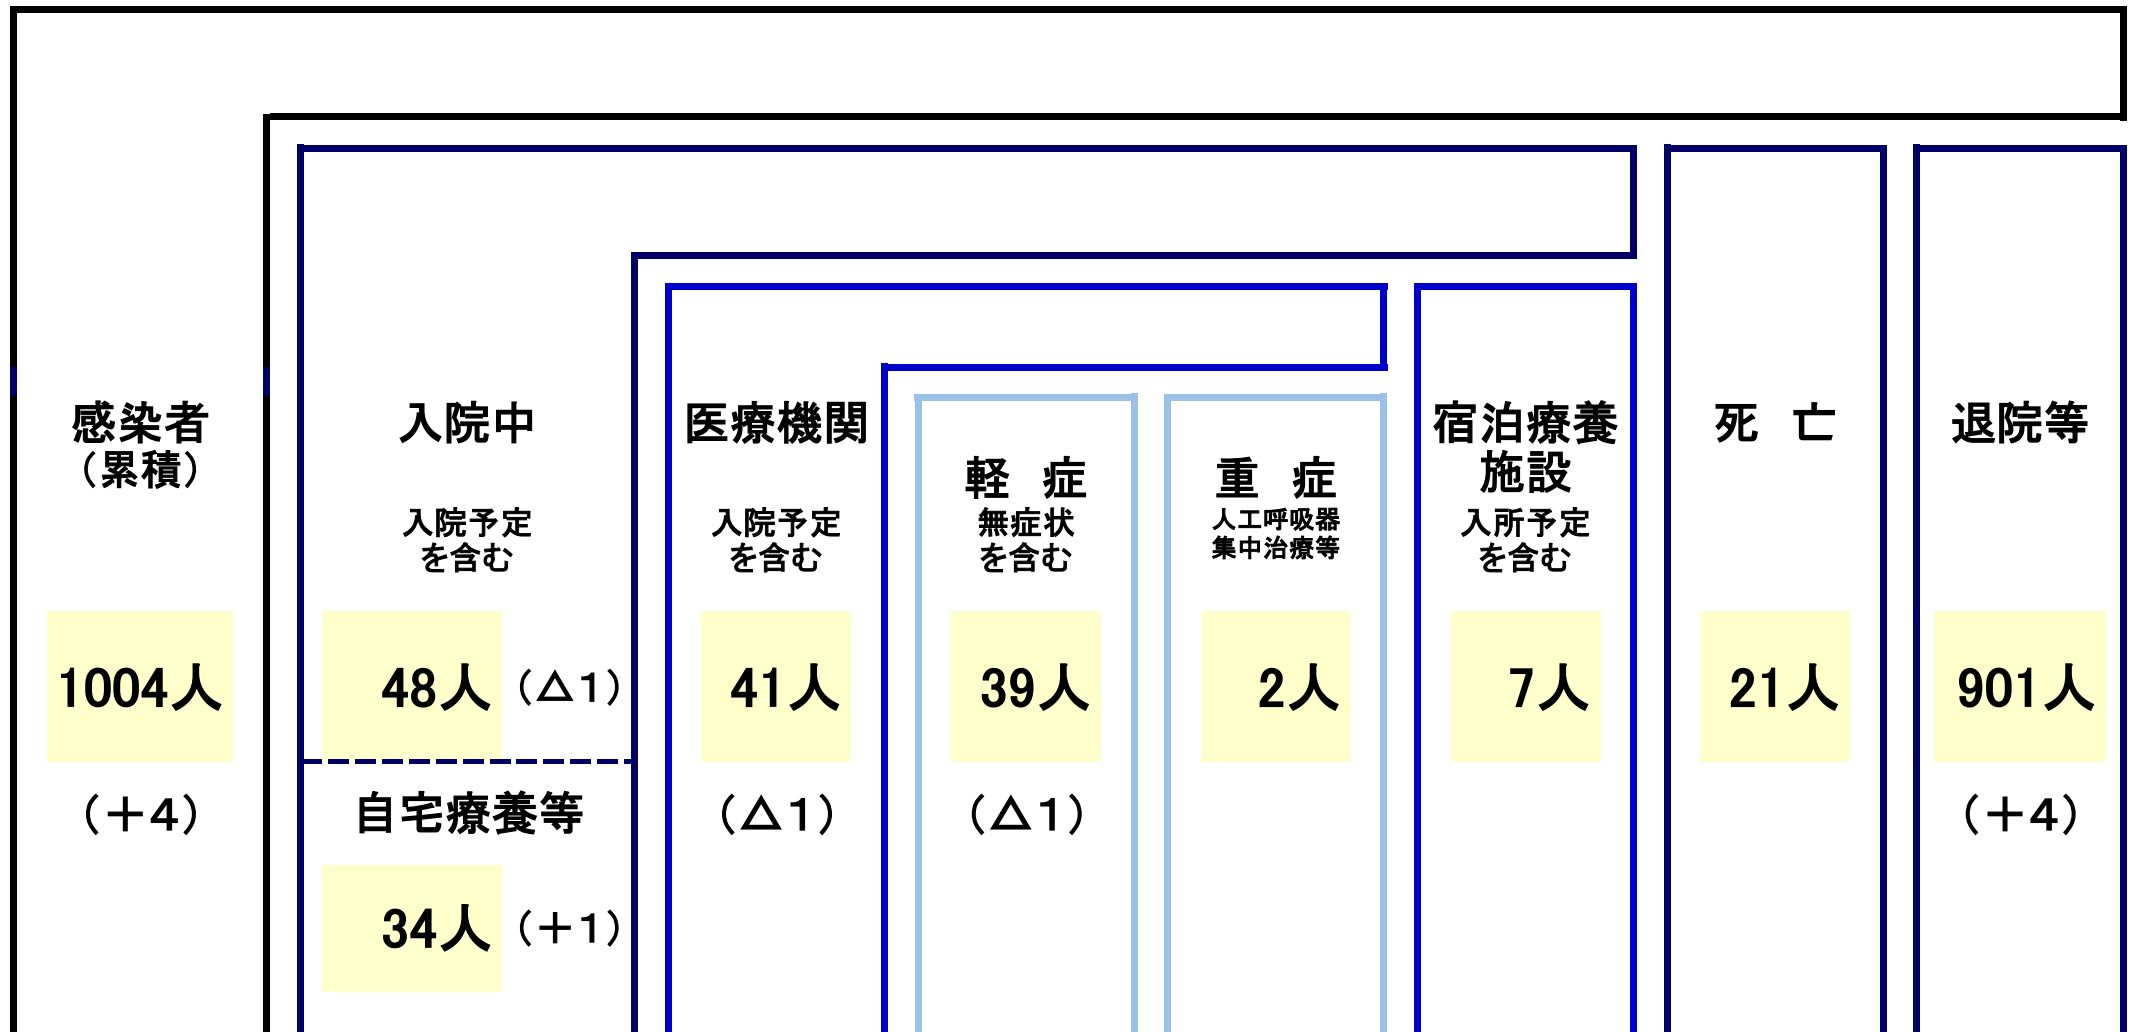 感染者
（累積）
1004人
（＋4）
入院中
入院予定
を含む
48人（△1）
自宅療養等
34人（＋1）
医療機関
入院予定
を含む
41人
（△1）
軽　症
無症状
を含む
39人
（△1）
重　症
人工呼吸器
集中治療等
2人
宿泊療養
施設
入所予定
を含む
7人
死　亡
21人
退院等
901人
（＋4）